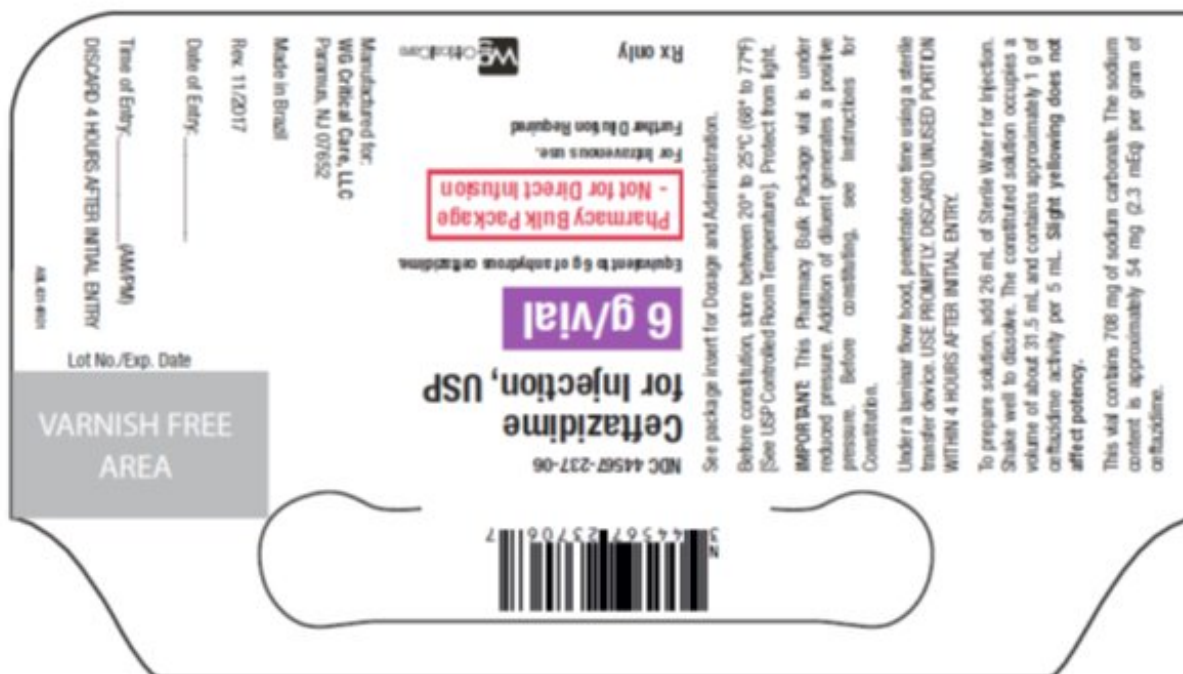 NDC 44567-237-06
Ceftazidime
for Injection, USP
6 g/vial
Equivalent to 6 g of anhydrous ceftazidime.
Pharmacy Bulk Package
- Not for Direct Infusion
For Intravenous use.
Further Dilution Required
Rx only
WG Critical Care
See package insert for Dosage and Administration.
Before constitution, store between 20° to 25°C (68° to 77°F)
[See USP Controlled Room Temperature]. Protect from light.
IMPORTANT: This Pharmacy Bulk Package vial is under
reduced pressure. Addition of diluent generates a positive
pressure. Before constituting, see Instructions for
Constitution.
Under a laminar flow hood, penetrate one time using a sterile
transfer device. USE PROMPTLY. DISCARD UNUSED PORTION
WITHIN 4 HOURS AFTER INITIAL ENTRY.
To prepare solution, add 26 mL of Sterile Water for Injection.
Shake well to dissolve. The constituted solution occupies a
volume of about 31.5 mL and contains approximately 1 g of
ceftazidime activity per 5 mL. Slight yellowing does not
affect potency.
This vial contains 708 mg of sodium carbonate. The sodium
content is approximately 54 mg (2.3 mEq) per gram of
ceftazidime.
Manufactured for:
WG Critical Care, LLC
Paramus, NJ 07652
Made in Brazil
Rev. 11/2017
Date of Entry:
Time of Entry: (AM/PM)
DISCARD 4 HOURS AFTER INITIAL ENTRY
Lot No./Exp. Date
VARNISH FREE
AREA
N
3 44567 23706 7